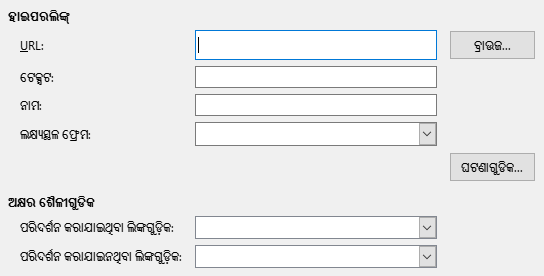 ହାଇପରଲିଙ୍କ୍
URL:
ବ୍ରାଉଜ...
ଟେକ୍ସଟ:
ନାମ:
ଲକ୍ଷ୍ୟସ୍ଥଳ ଫ୍ରେମ:
ଘଟଣାଗୁଡିକ...
ଅକ୍ଷର ଶୈଳୀଗୁଡିକ
ପରିଦର୍ଶନ କରାଯାଇଥିବା ଲିଙ୍କଗୁଡ଼ିକ:
ପରିଦର୍ଶନ କରାଯାଇନଥିବା ଲିଙ୍କଗୁଡ଼ିକ: